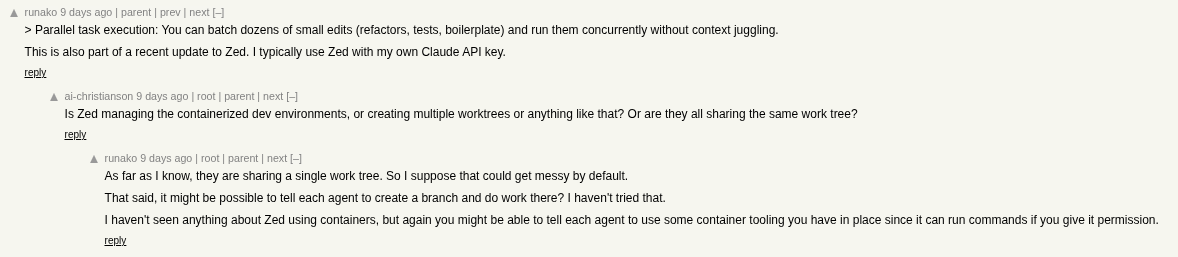 ▲ runako 9 days ago | parent | prev | next [–]
> Parallel task execution: You can batch dozens of small edits (refactors, tests, boilerplate) and run them concurrently without context juggling.
This is also part of a recent update to Zed. I typically use Zed with my own Claude API key.
reply
▲ ai-christianson 9 days ago | root | parent | next [–]
Is Zed managing the containerized dev environments, or creating multiple worktrees or anything like that? Or are they all sharing the same work tree?
reply
▲ runako 9 days ago | root | parent | next [–]
As far as I know, they are sharing a single work tree. So I suppose that could get messy by default.
That said, it might be possible to tell each agent to create a branch and do work there? I haven't tried that.
I haven't seen anything about Zed using containers, but again you might be able to tell each agent to use some container tooling you have in place since it can run commands if you give it permission.
reply